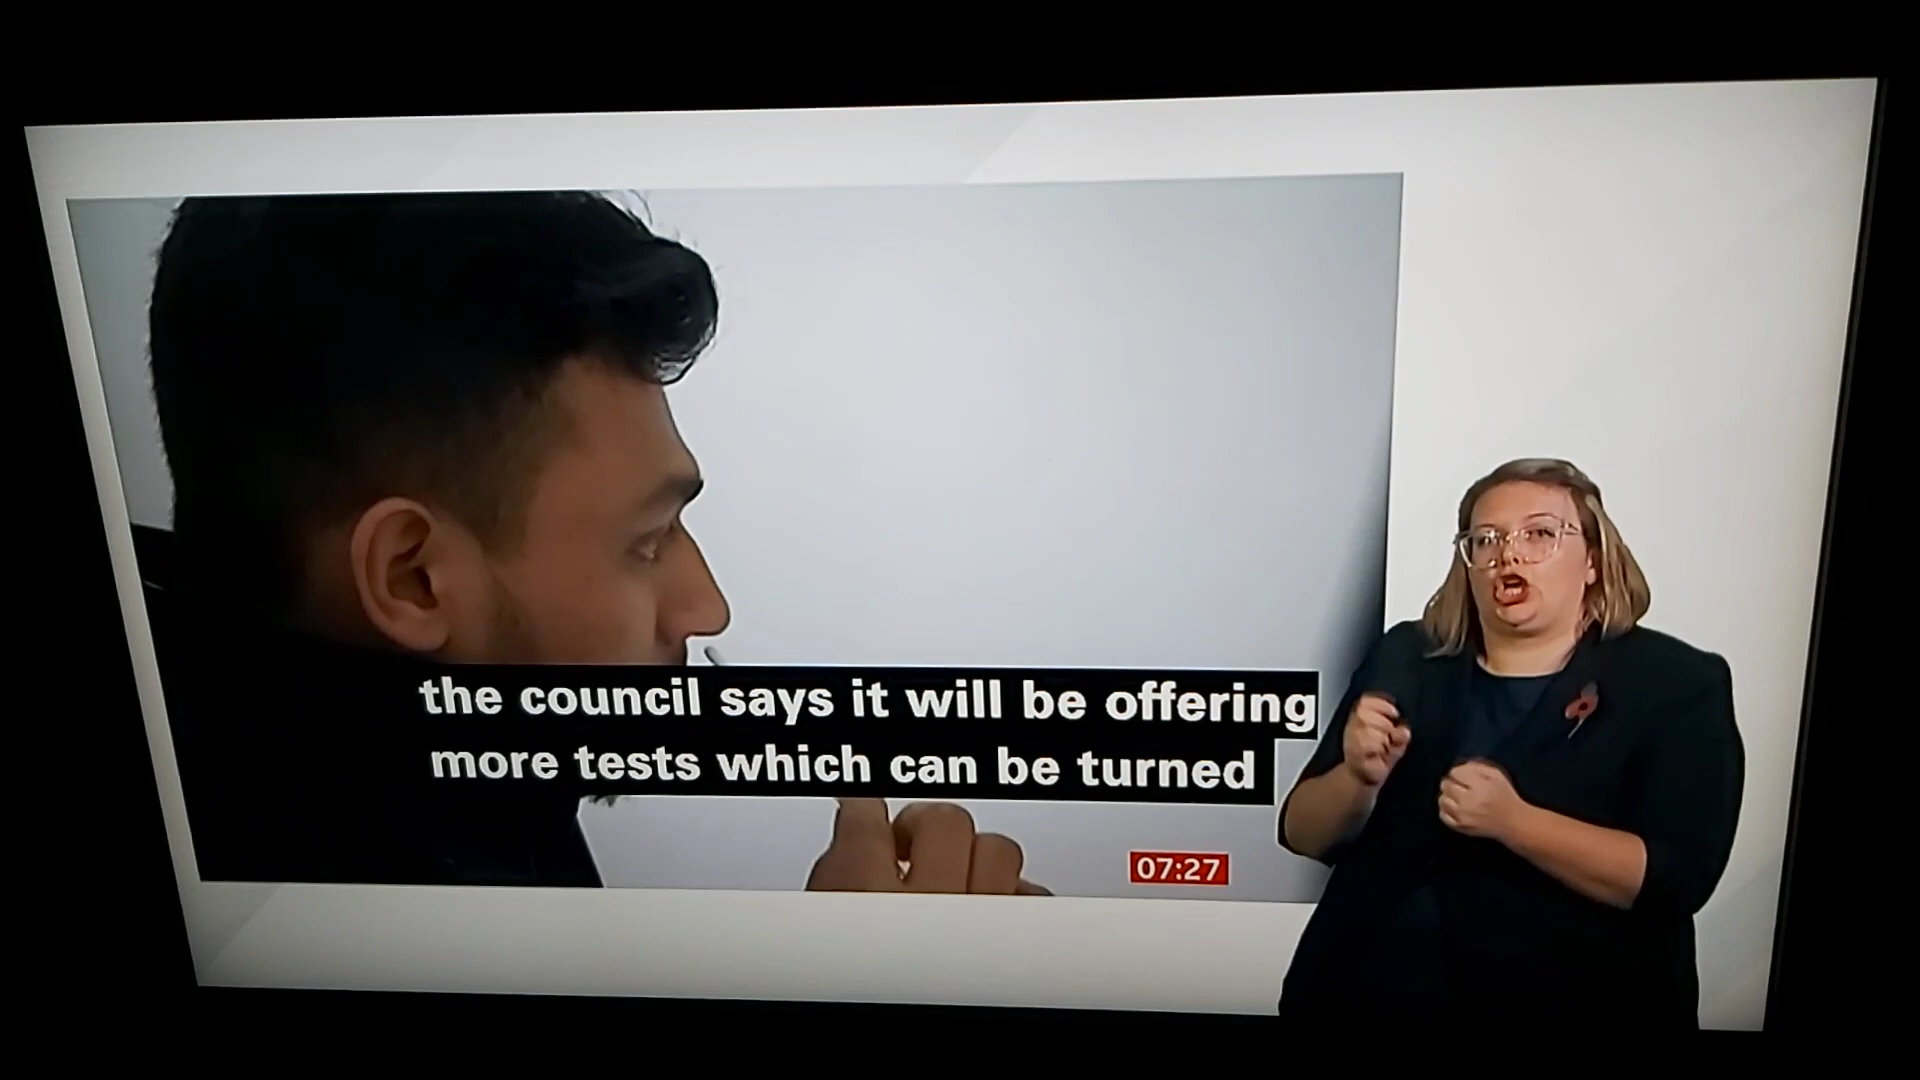 the council says it will be offering
more tests which can be turned
07:27